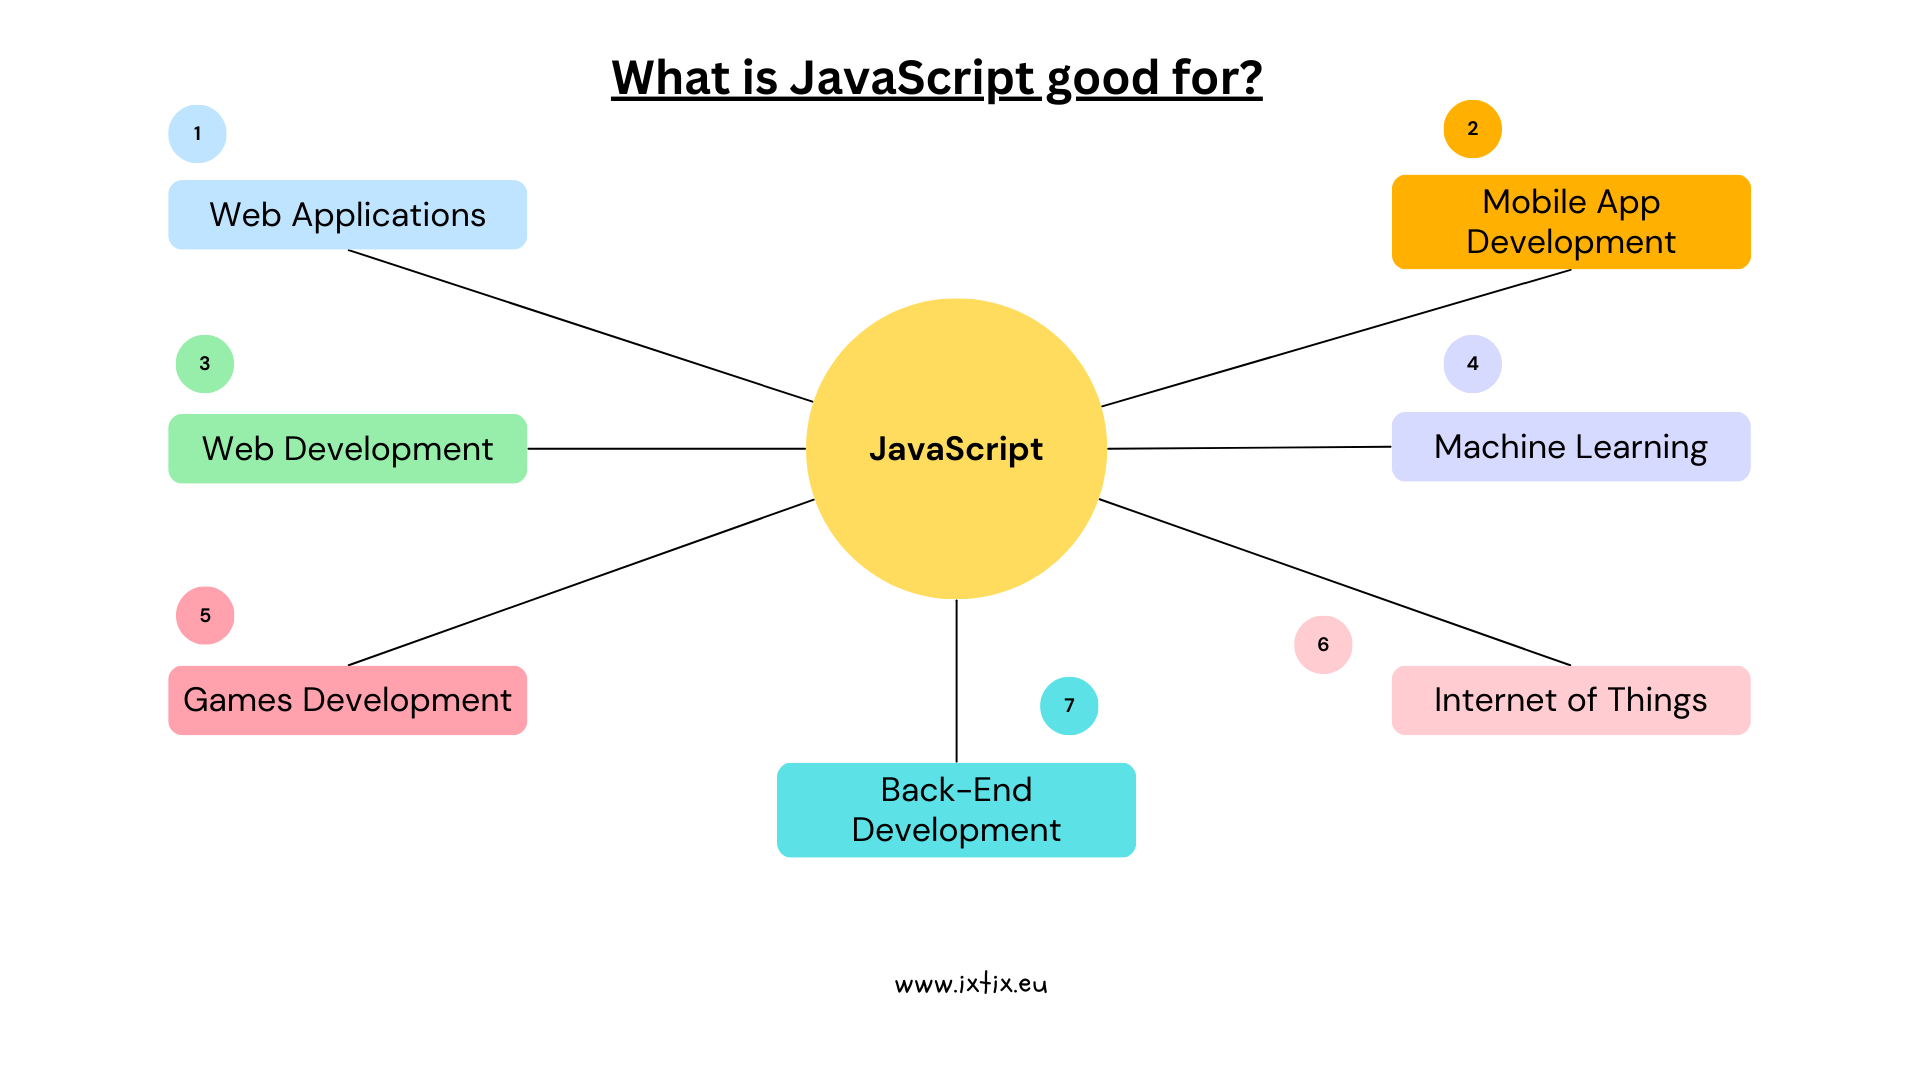 What is JavaScript good for?
1
Web Applications
2
Mobile App
Development
3
Web Development
4
Machine Learning
JavaScript
5
Games Development
6
Internet of Things
7
Back-End
Development
www.ixfix.eu